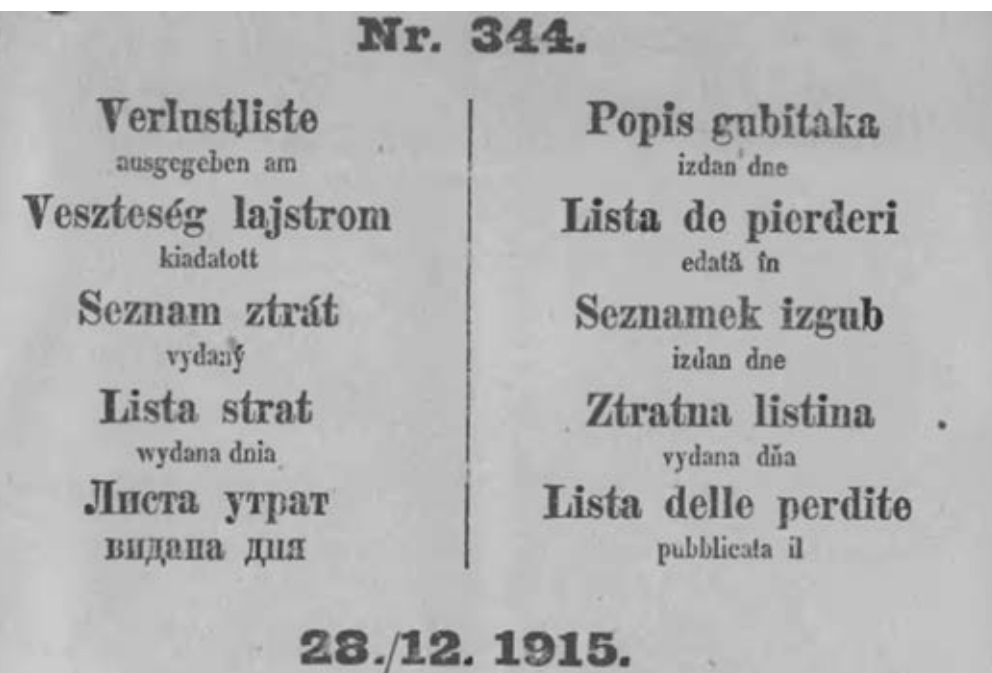 Nr. 344.
Verlustliste
ausgegeben am
Veszteség lajstrom
kiadatott
Seznam ztrát
vydaný
Lista strat
wydana dnia
Листа утрат
видана дня
Popis gubitaka
izdan dne
Lista de pierderi
edată în
Seznamek izgub
izdan dne
Ztratna listina
vydana dňa
Lista delle perdite
pubblicata il
28./12. 1915.